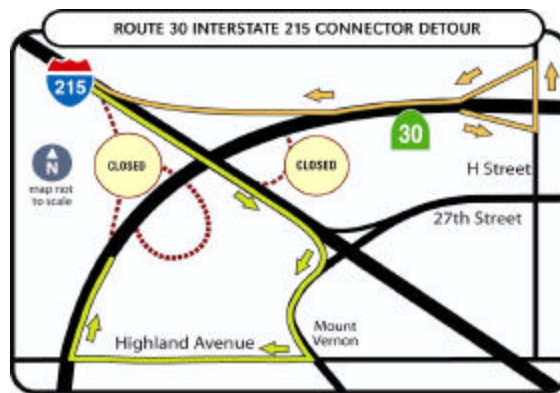 ROUTE 30 INTERSTATE 215 CONNECTOR DETOUR
215
30
N
map not
to scale
CLOSED
CLOSED
H Street
27th Street
Mount
Vernon
Highland Avenue